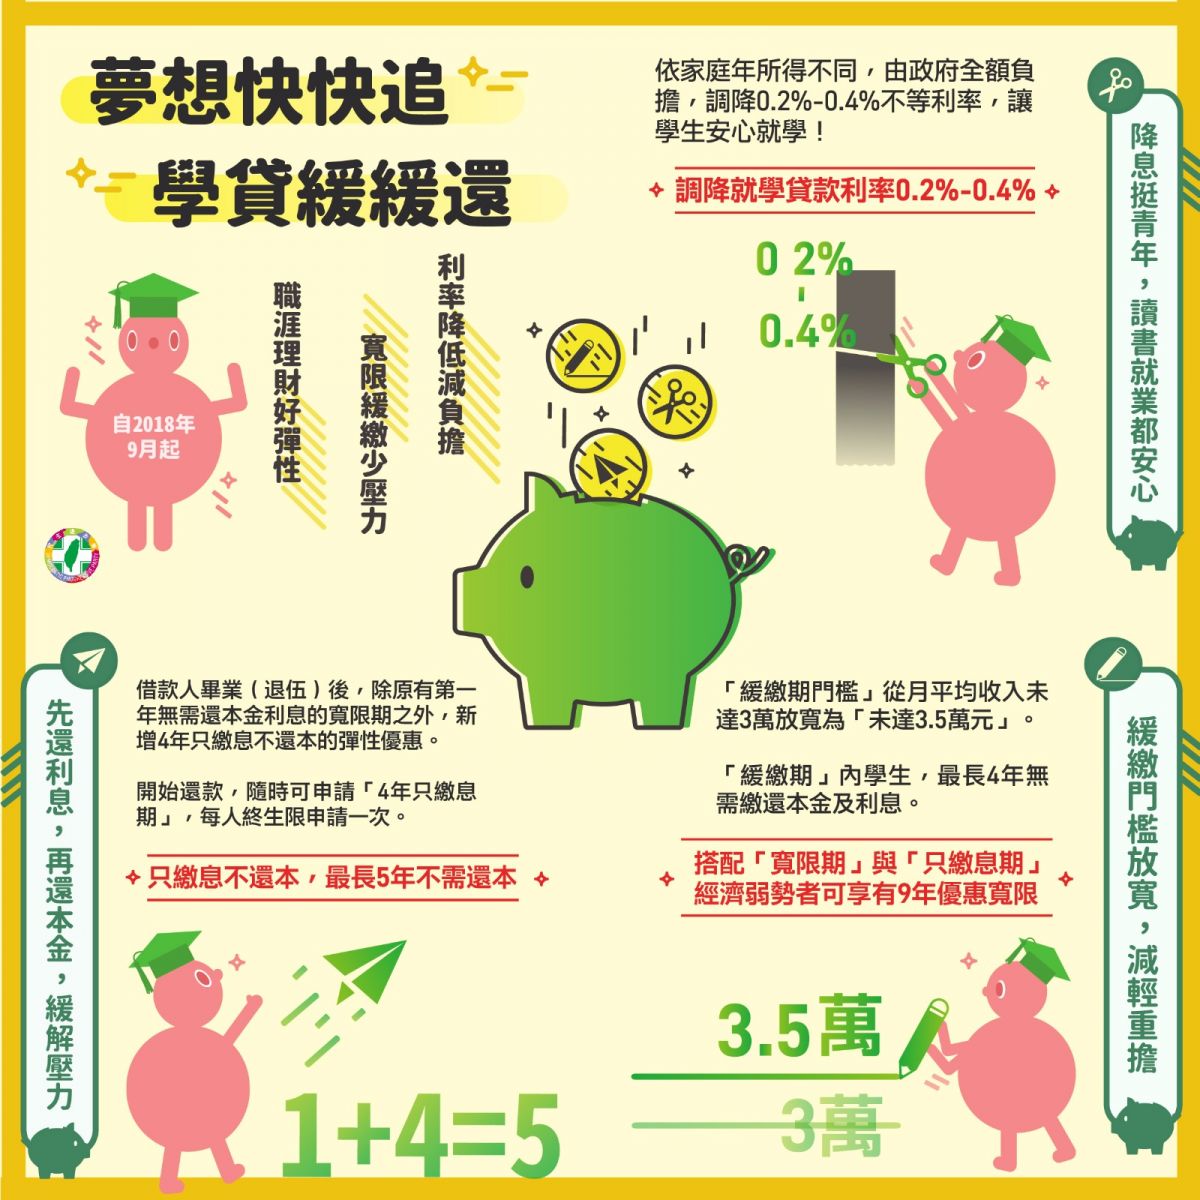 夢想快快追
學貸緩緩還
利率降低減負擔
寬限緩繳少壓力
職涯理財好彈性
自2018年
9月起
依家庭年所得不同，由政府全額負
擔，調降0.2%-0.4%不等利率，讓
學生安心就學！
調降就學貸款利率0.2%-0.4%
0 2%
-
0.4%
降息挺青年，讀書就業都安心
先還利息，再還本金，緩解壓力
借款人畢業（退伍）後，除原有第一
年無需還本金利息的寬限期之外，新
增4年只繳息不還本的彈性優惠。
開始還款，隨時可申請「4年只繳息
期」，每人終生限申請一次。
只繳息不還本，最長5年不需還本
1+4=5
「緩繳期門檻」從月平均收入未
達3萬放寬為「未達3.5萬元」。
「緩繳期」內學生，最長4年無
需繳還本金及利息。
搭配「寬限期」與「只繳息期」
經濟弱勢者可享有9年優惠寬限
3.5萬
3萬
緩繳門檻放寬，減輕重擔